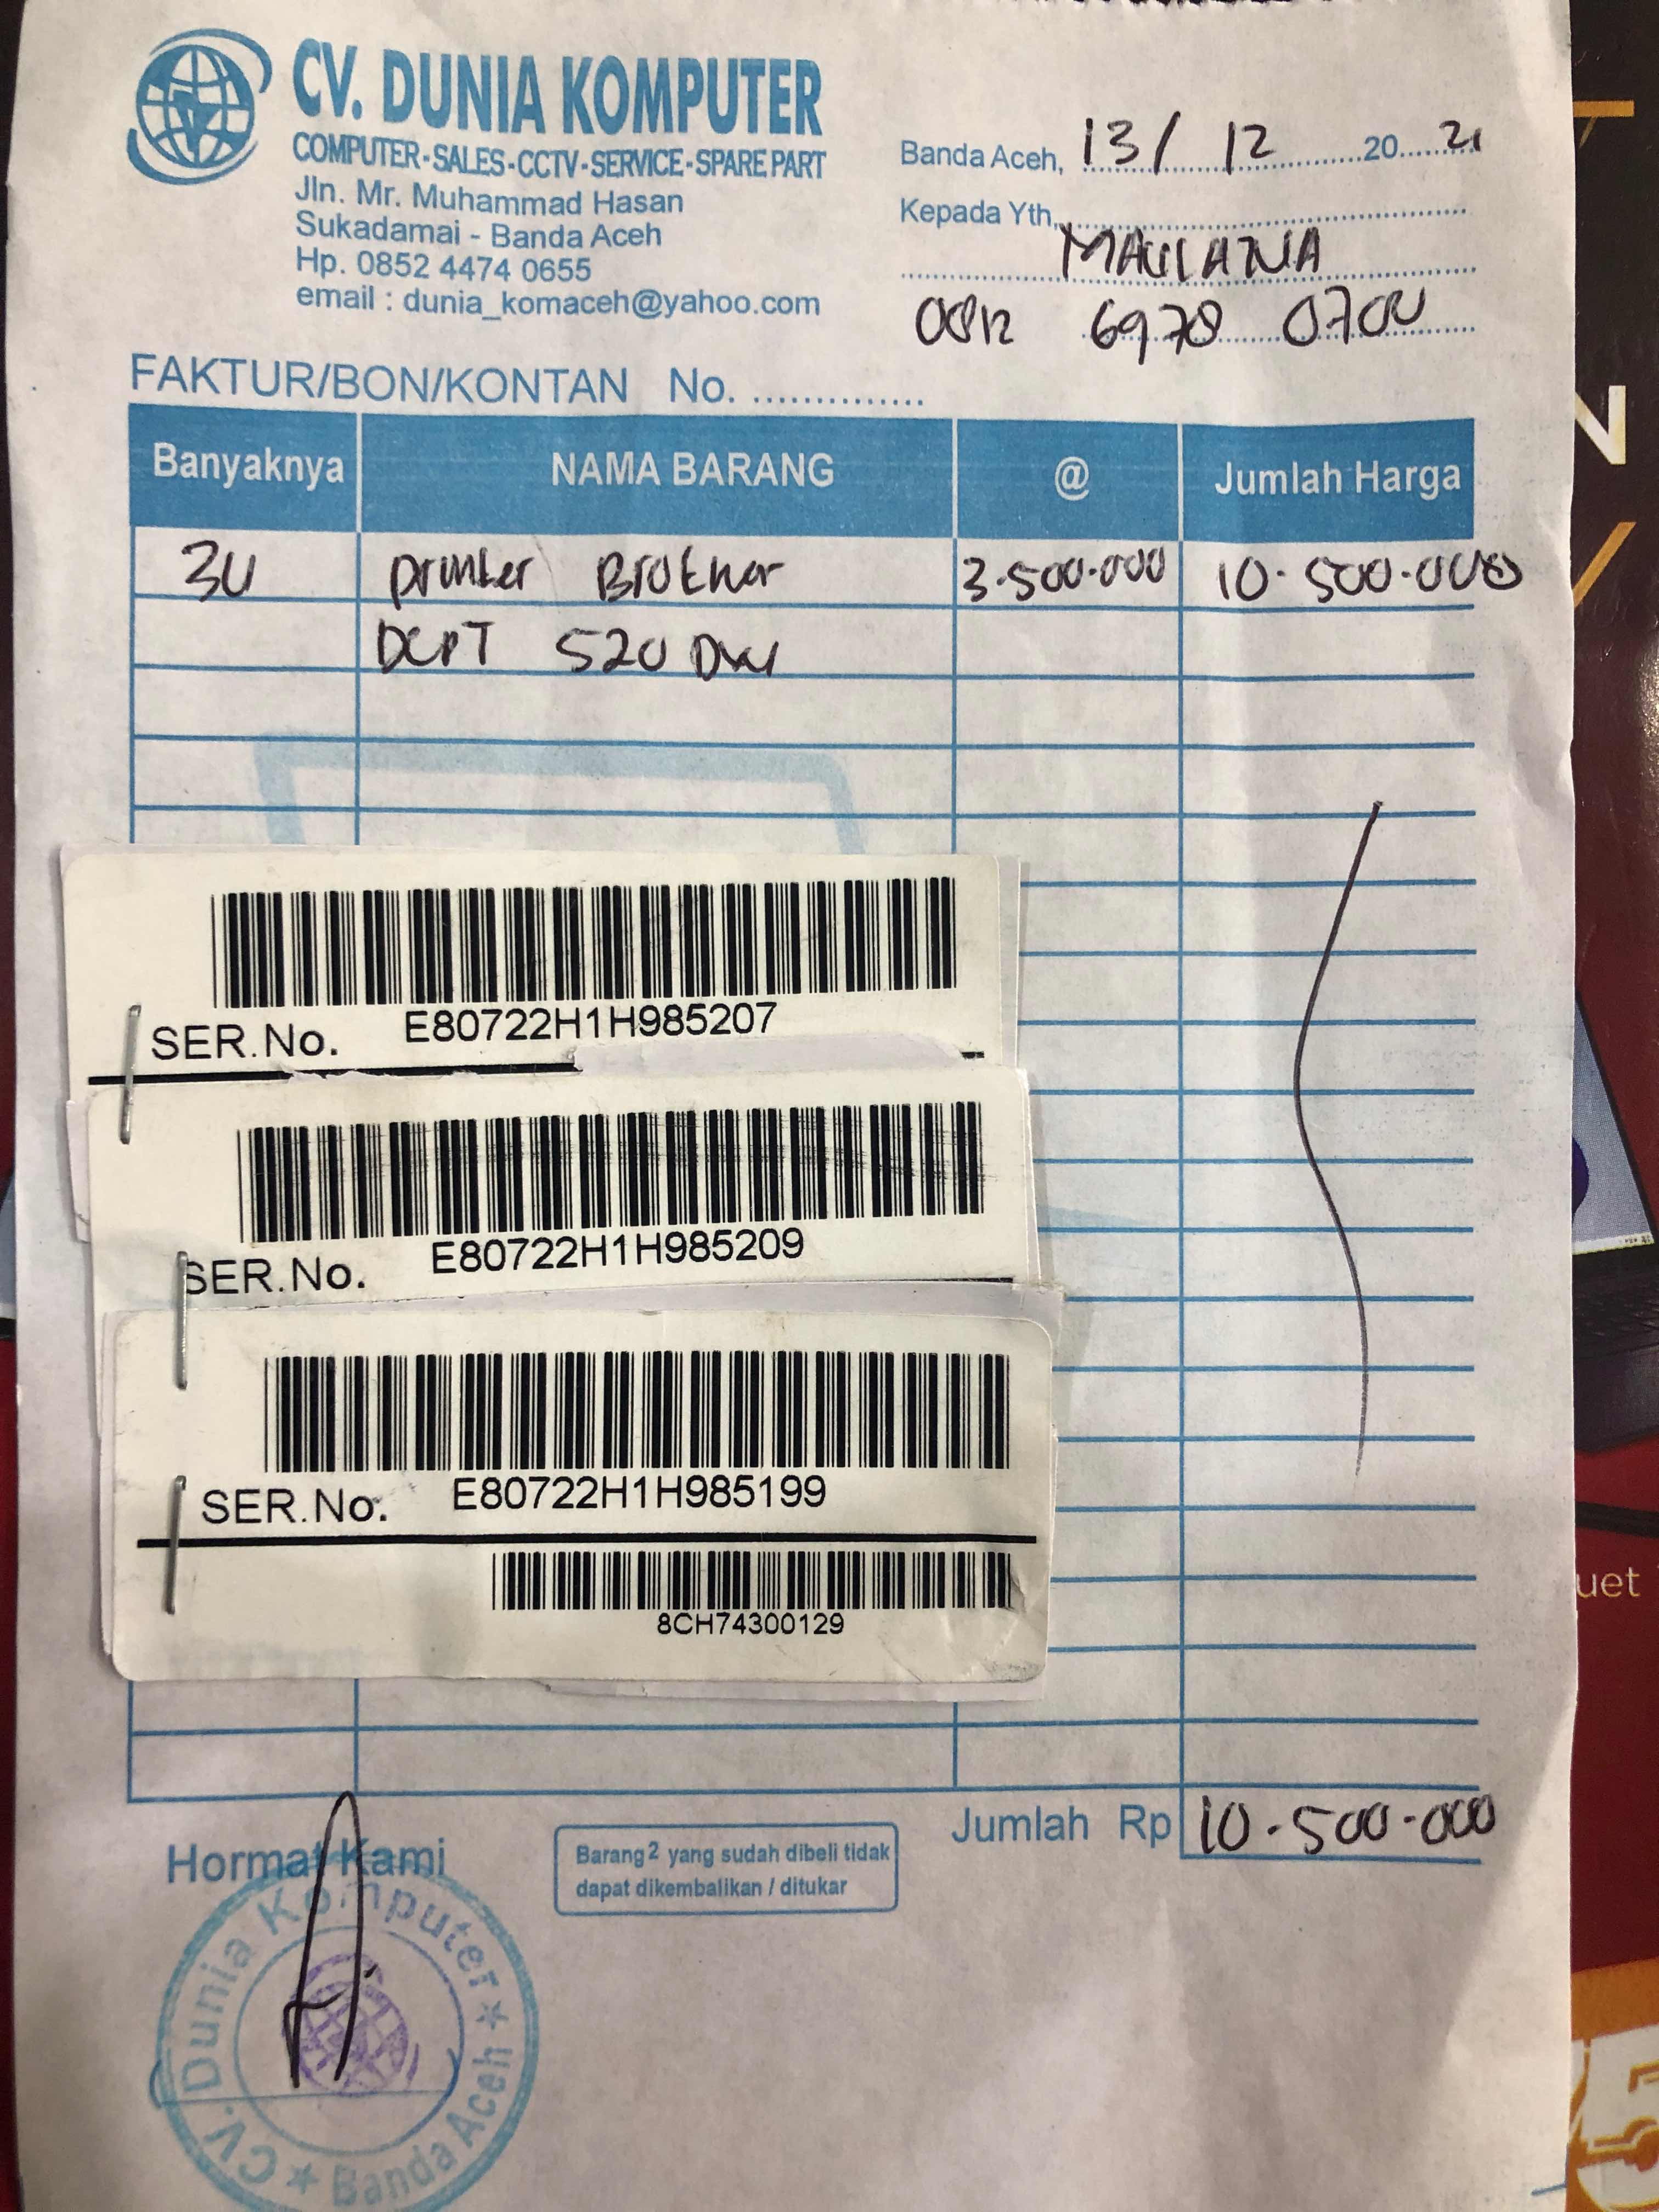 CV. DUNIA KOMPUTER
COMPUTER-SALES-CCTV-SERVICE-SPARE PART
Jln. Mr. Muhammad Hasan
Sukadamai - Banda Aceh
Hp. 0852 4474 0655
email : dunia_komaceh@yahoo.com
Banda Aceh, 13/ 12 20 21
Kepada Yth,
MAULANA
6978
FAKTUR/BON/KONTAN No.
Banyaknya NAMA BARANG @ Jumlah Harga
3U Printer Brother 3.500.000 10.500.000
DCPT 520 DW
SER.No. E80722H1H985207
SER.No. E80722H1H985209
SER.No. E80722H1H985199
8CH74300129
Jumlah Rp 10.500.000
Hormat Kami
Barang2 yang sudah dibeli tidak
dapat dikembalikan / ditukar
CV. Dunia Komputer
Banda Aceh
N
uet